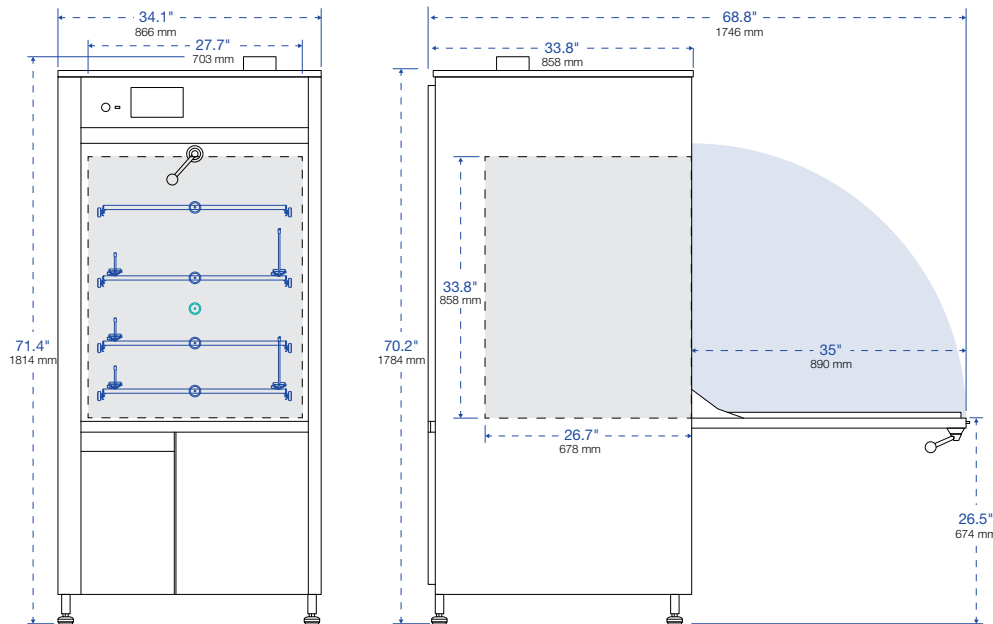 34.1"
866 mm
27.7"
703 mm
68.8"
1746 mm
33.8"
858 mm
33.8"
858 mm
71.4"
1814 mm
70.2"
1784 mm
35"
890 mm
26.7"
678 mm
26.5"
674 mm